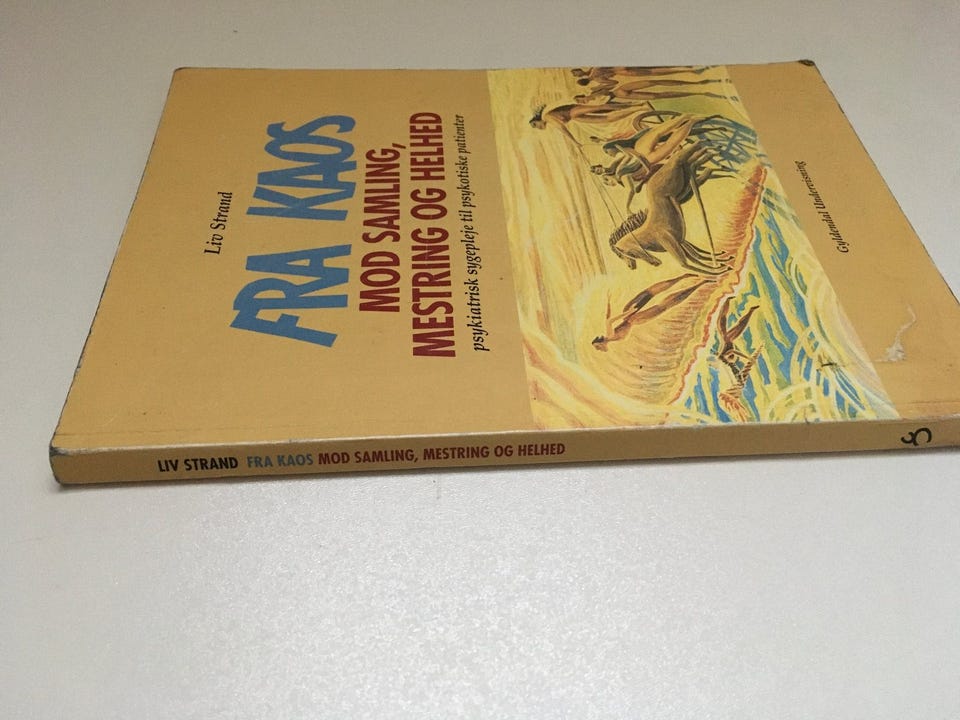 Liv Strand
FRA KAOS
MOD SAMLING,
MESTRING OG HELHED
psykiatrisk sygepleje til psykotiske patienter
Gyldendal Undervisning
LIV STRAND FRA KAOS MOD SAMLING, MESTRING OG HELHED